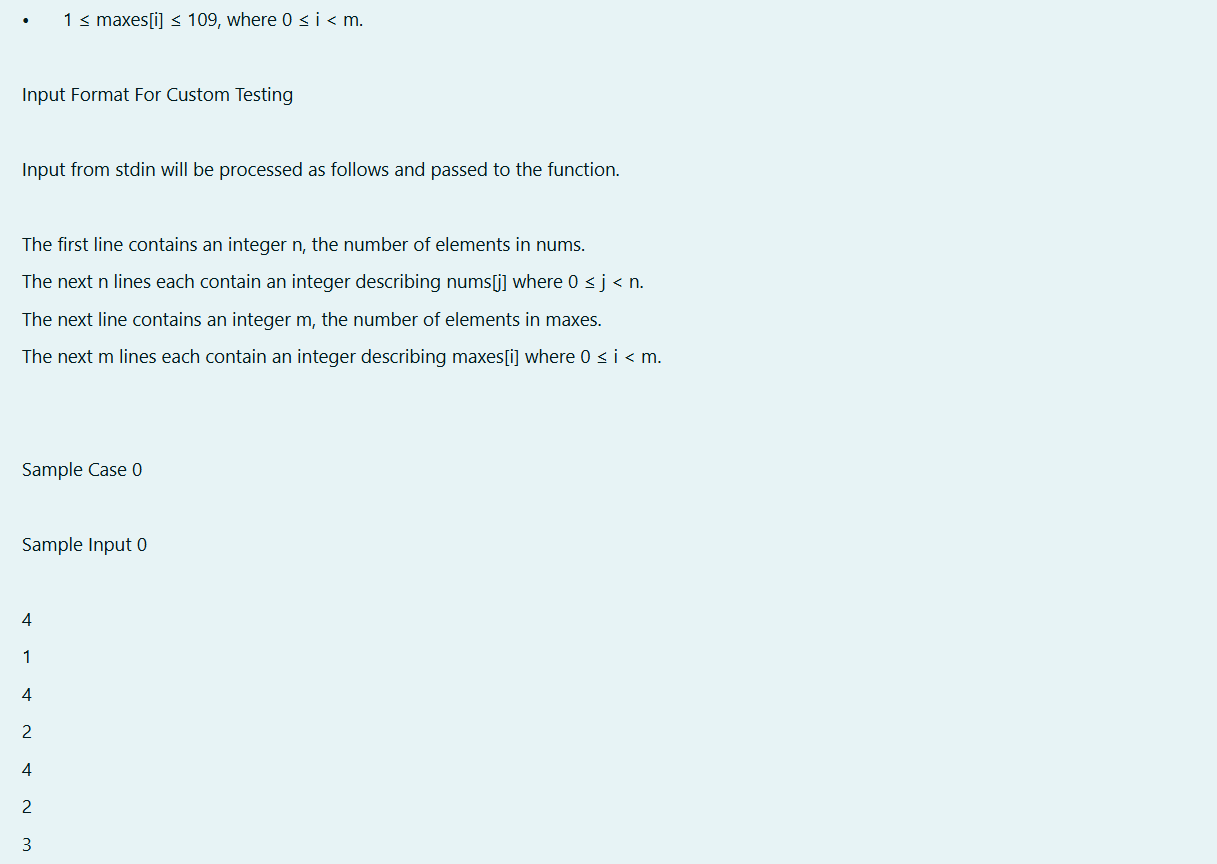 • 1 ≤ maxes[i] ≤ 109, where 0 ≤ i < m.
Input Format For Custom Testing
Input from stdin will be processed as follows and passed to the function.
The first line contains an integer n, the number of elements in nums.
The next n lines each contain an integer describing nums[j] where 0 ≤ j < n.
The next line contains an integer m, the number of elements in maxes.
The next m lines each contain an integer describing maxes[i] where 0 ≤ i < m.
Sample Case 0
Sample Input 0
4
1
4
2
4
2
3